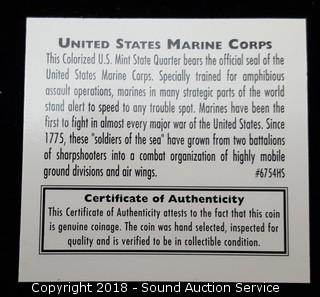 UNITED STATES MARINE CORPS
This Colorized U.S. Mint State Quarter bears the official seal of the
United States Marine Corps. Specially trained for amphibious
assault operations, marines in many strategic parts of the world
stand alert to speed to any trouble spot. Marines have been the
first to fight in almost every major war of the United States. Since
1775, these "soldiers of the sea" have grown from two battalions
of sharpshooters into a combat organization of highly mobile
ground divisions and air wings.
#6754HS
Certificate of Authenticity
This Certificate of Authenticity attests to the fact that this coin
is genuine coinage. The coin was hand selected, inspected for
quality and is verified to be in collectible condition.
Copyright 2018 - Sound Auction Service